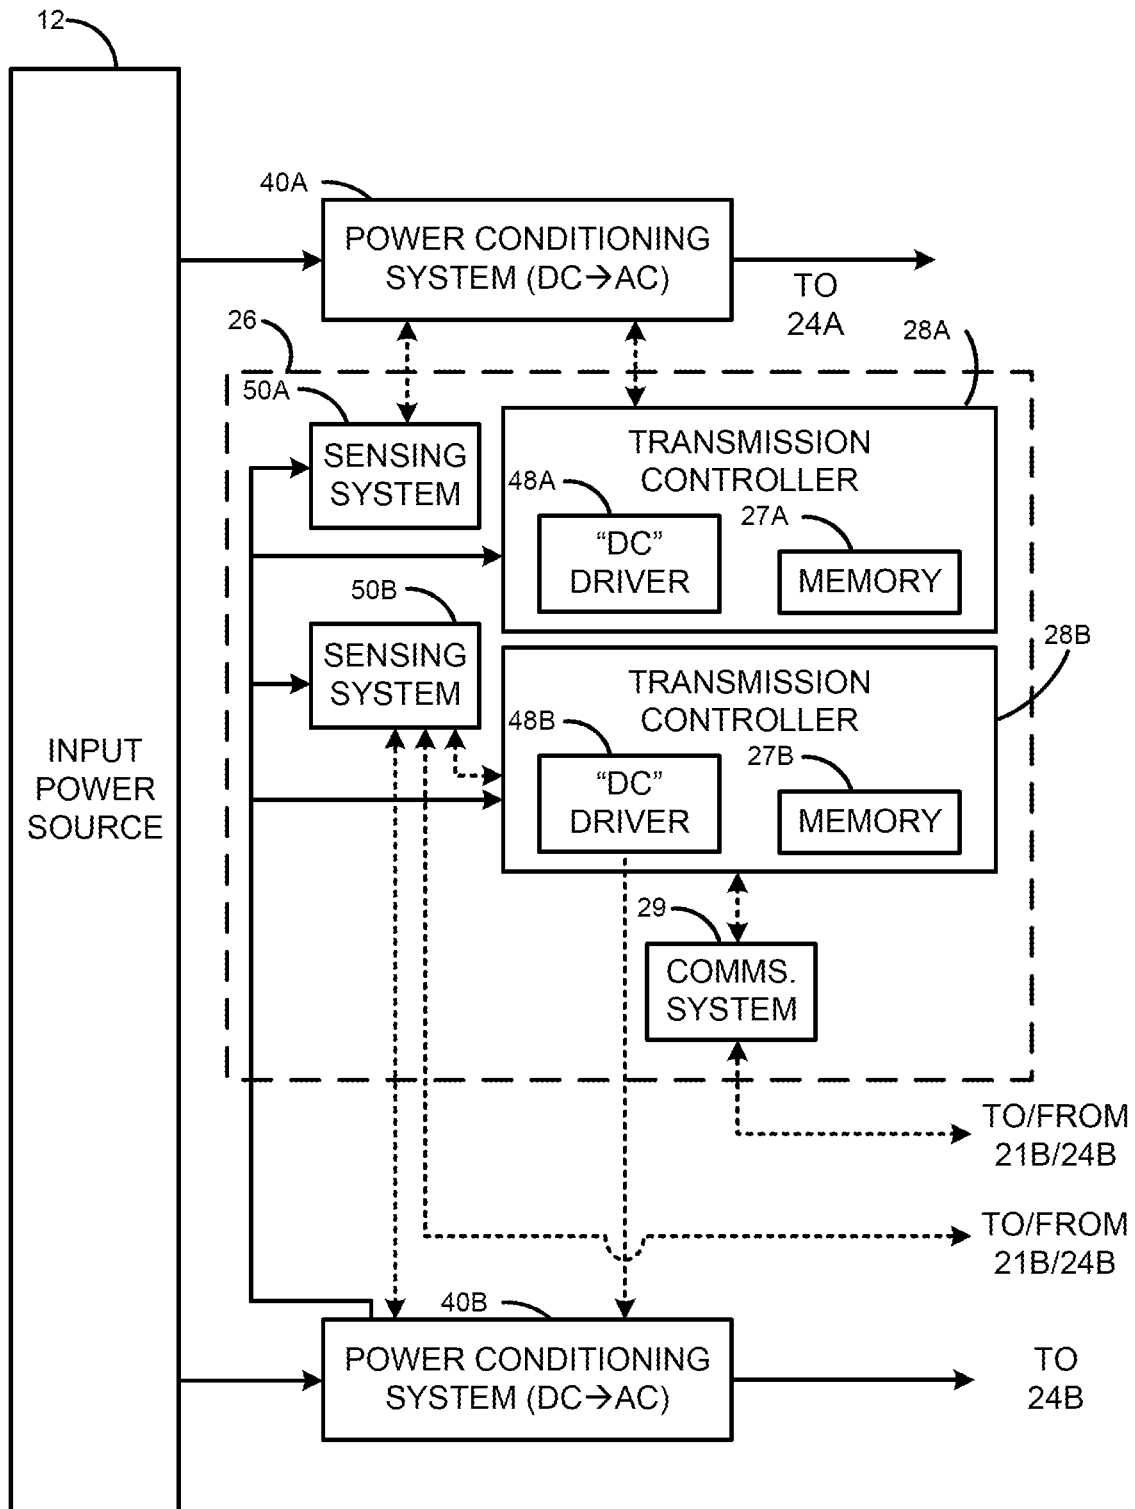 12
40A
POWER CONDITIONING
SYSTEM (DC→AC)
TO
24A
26
28A
50A
SENSING
SYSTEM
TRANSMISSION
CONTROLLER
48A
27A
“DC”
DRIVER
MEMORY
50B
SENSING
SYSTEM
28B
TRANSMISSION
CONTROLLER
48B
27B
“DC”
DRIVER
MEMORY
INPUT
POWER
SOURCE
29
COMMS.
SYSTEM
TO/FROM
21B/24B
TO/FROM
21B/24B
40B
POWER CONDITIONING
SYSTEM (DC→AC)
TO
24B